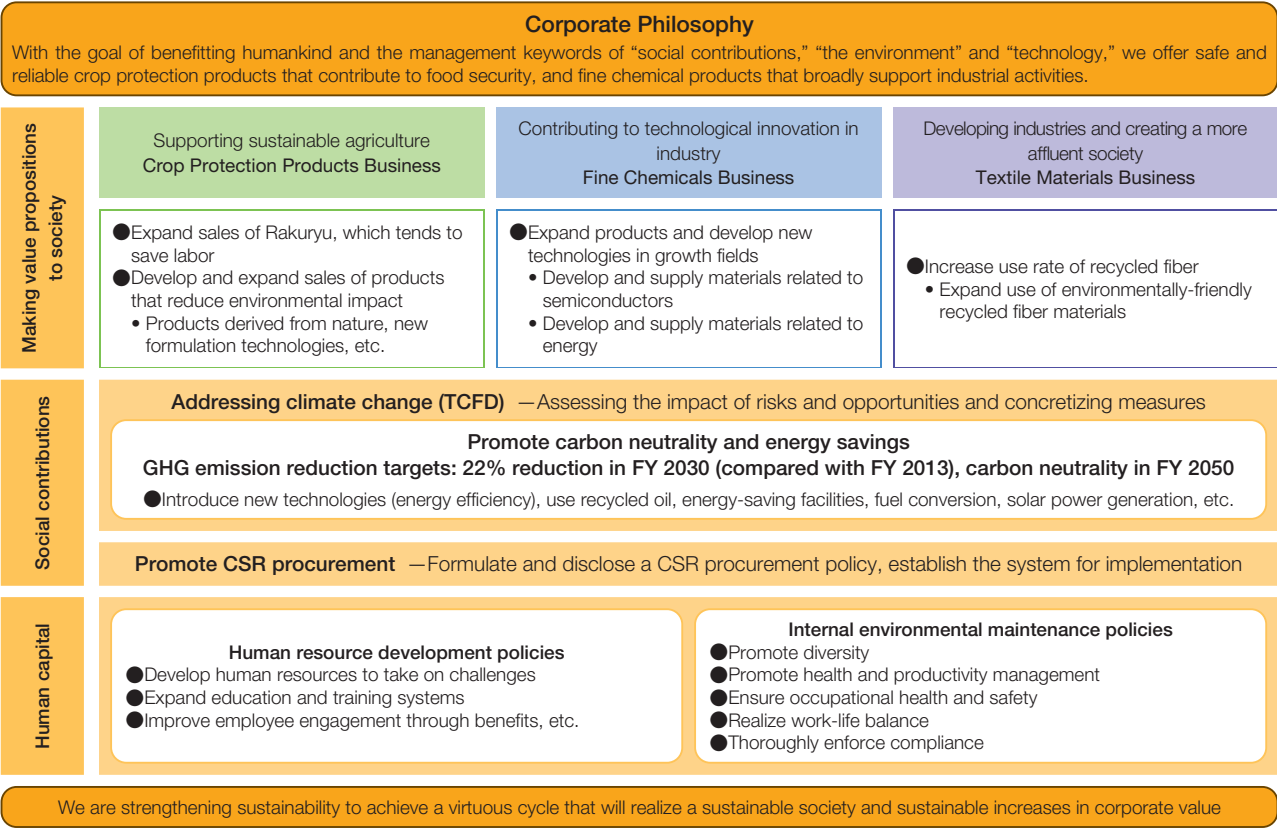 Corporate Philosophy
With the goal of benefitting humankind and the management keywords of “social contributions,” “the environment” and “technology,” we offer safe and
reliable crop protection products that contribute to food security, and fine chemical products that broadly support industrial activities.
Making value propositions
to society
Supporting sustainable agriculture
Crop Protection Products Business
●Expand sales of Rakuryu, which tends to
save labor
●Develop and expand sales of products
that reduce environmental impact
• Products derived from nature, new
formulation technologies, etc.
Contributing to technological innovation in
industry
Fine Chemicals Business
●Expand products and develop new
technologies in growth fields
• Develop and supply materials related to
semiconductors
• Develop and supply materials related to
energy
Developing industries and creating a more
affluent society
Textile Materials Business
●Increase use rate of recycled fiber
• Expand use of environmentally-friendly
recycled fiber materials
Social contributions
Addressing climate change (TCFD) —Assessing the impact of risks and opportunities and concretizing measures
Promote carbon neutrality and energy savings
GHG emission reduction targets: 22% reduction in FY 2030 (compared with FY 2013), carbon neutrality in FY 2050
●Introduce new technologies (energy efficiency), use recycled oil, energy-saving facilities, fuel conversion, solar power generation, etc.
Promote CSR procurement —Formulate and disclose a CSR procurement policy, establish the system for implementation
Human capital
Human resource development policies
●Develop human resources to take on challenges
●Expand education and training systems
●Improve employee engagement through benefits, etc.
Internal environmental maintenance policies
●Promote diversity
●Promote health and productivity management
●Ensure occupational health and safety
●Realize work-life balance
●Thoroughly enforce compliance
We are strengthening sustainability to achieve a virtuous cycle that will realize a sustainable society and sustainable increases in corporate value